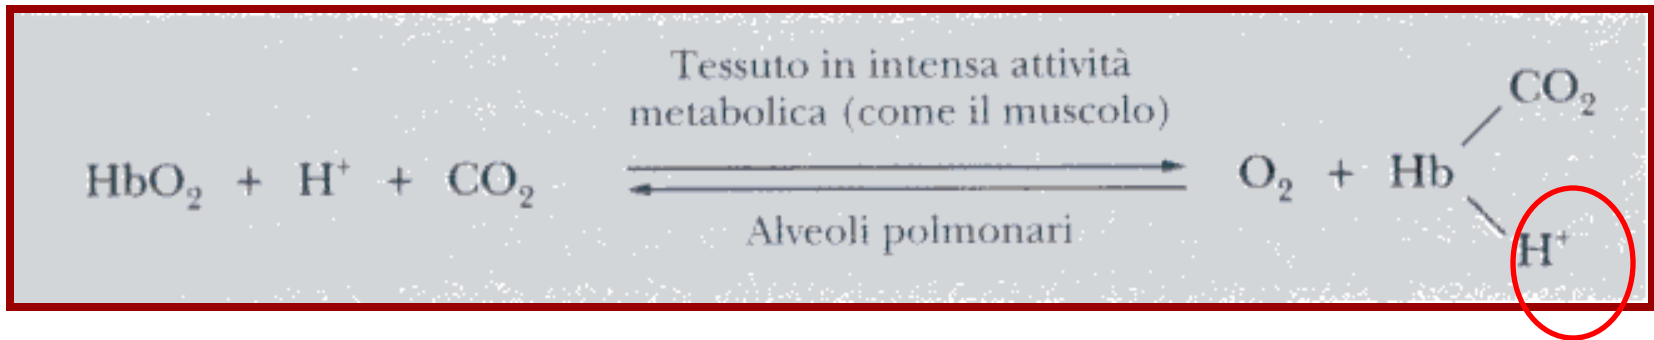 Tessuto in intensa attività
metabolica (come il muscolo)
HbO₂ + H⁺ + CO₂ ⇌ O₂ + Hb
CO₂
H⁺
Alveoli polmonari